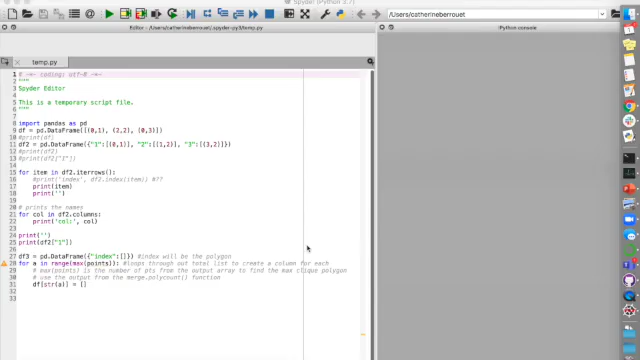 Spyder (Python 3.7)
/Users/catherineberrouet
Editor - /Users/catherineberrouet/.spyder-py3/temp.py
IPython console
temp.py
1 # -*- coding: utf-8 -*-
2 """
3 Spyder Editor
4
5 This is a temporary script file.
6 """
7
8 import pandas as pd
9 df = pd.DataFrame([(0,1), (2,2), (0,3)])
10 #print(df)
11 df2 = pd.DataFrame({"1":[(0,1)], "2":[(1,2)], "3":[(3,2)]})
12 #print(df2)
13 #print(df2["1"])
14
15 for item in df2.iterrows():
16 #print('index', df2.index(item)) #??
17 print(item)
18 print('')
19
20 # prints the names
21 for col in df2.columns:
22 print('col:', col)
23
24 print('')
25 print(df2["1"])
26
27 df3 = pd.DataFrame({"index":[]}) #index will be the polygon
28 for a in range(max(points)): #loops through out total list to create a column for each
29 # max(points) is the number of pts from the output array to find the max clique polygon
30 # use the output from the merge.polycount() function
31 df[str(a)] = []
32
33